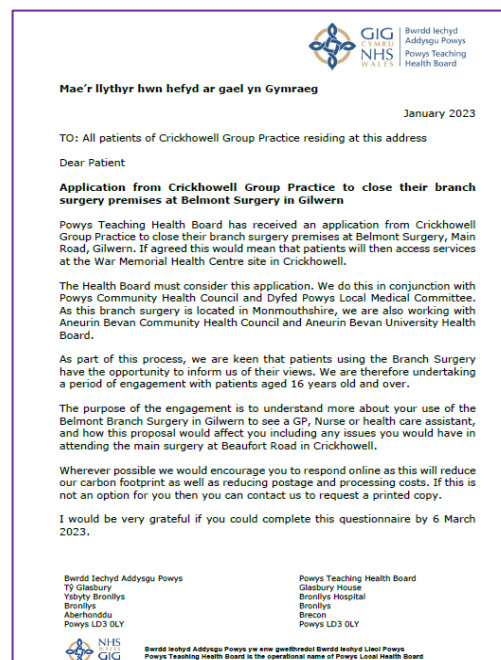 GIG
CYMRU
NHS
WALES
Bwrdd Iechyd
Addysgu Powys
Powys Teaching
Health Board
Mae'r llythyr hwn hefyd ar gael yn Gymraeg
January 2023
TO: All patients of Crickhowell Group Practice residing at this address
Dear Patient
Application from Crickhowell Group Practice to close their branch
surgery premises at Belmont Surgery in Gilwern
Powys Teaching Health Board has received an application from Crickhowell
Group Practice to close their branch surgery premises at Belmont Surgery, Main
Road, Gilwern. If agreed this would mean that patients will then access services
at the War Memorial Health Centre site in Crickhowell.
The Health Board must consider this application. We do this in conjunction with
Powys Community Health Council and Dyfed Powys Local Medical Committee.
As this branch surgery is located in Monmouthshire, we are also working with
Aneurin Bevan Community Health Council and Aneurin Bevan University Health
Board.
As part of this process, we are keen that patients using the Branch Surgery
have the opportunity to inform us of their views. We are therefore undertaking
a period of engagement with patients aged 16 years old and over.
The purpose of the engagement is to understand more about your use of the
Belmont Branch Surgery in Gilwern to see a GP, Nurse or health care assistant,
and how this proposal would affect you including any issues you would have in
attending the main surgery at Beaufort Road in Crickhowell.
Wherever possible we would encourage you to respond online as this will reduce
our carbon footprint as well as reducing postage and processing costs. If this is
not an option for you then you can contact us to request a printed copy.
I would be very grateful if you could complete this questionnaire by 6 March
2023.
Bwrdd Iechyd Addysgu Powys
Tŷ Glasbury
Ysbyty Bronllys
Bronllys
Aberhonddu
Powys LD3 0LY
Powys Teaching Health Board
Glasbury House
Bronllys Hospital
Bronllys
Brecon
Powys LD3 0LY
NHS
GIG
Bwrdd Iechyd Addysgu Powys yw enw gweithredol Bwrdd Iechyd Lleol Powys
Powys Teaching Health Board is the operational name of Powys Local Health Board